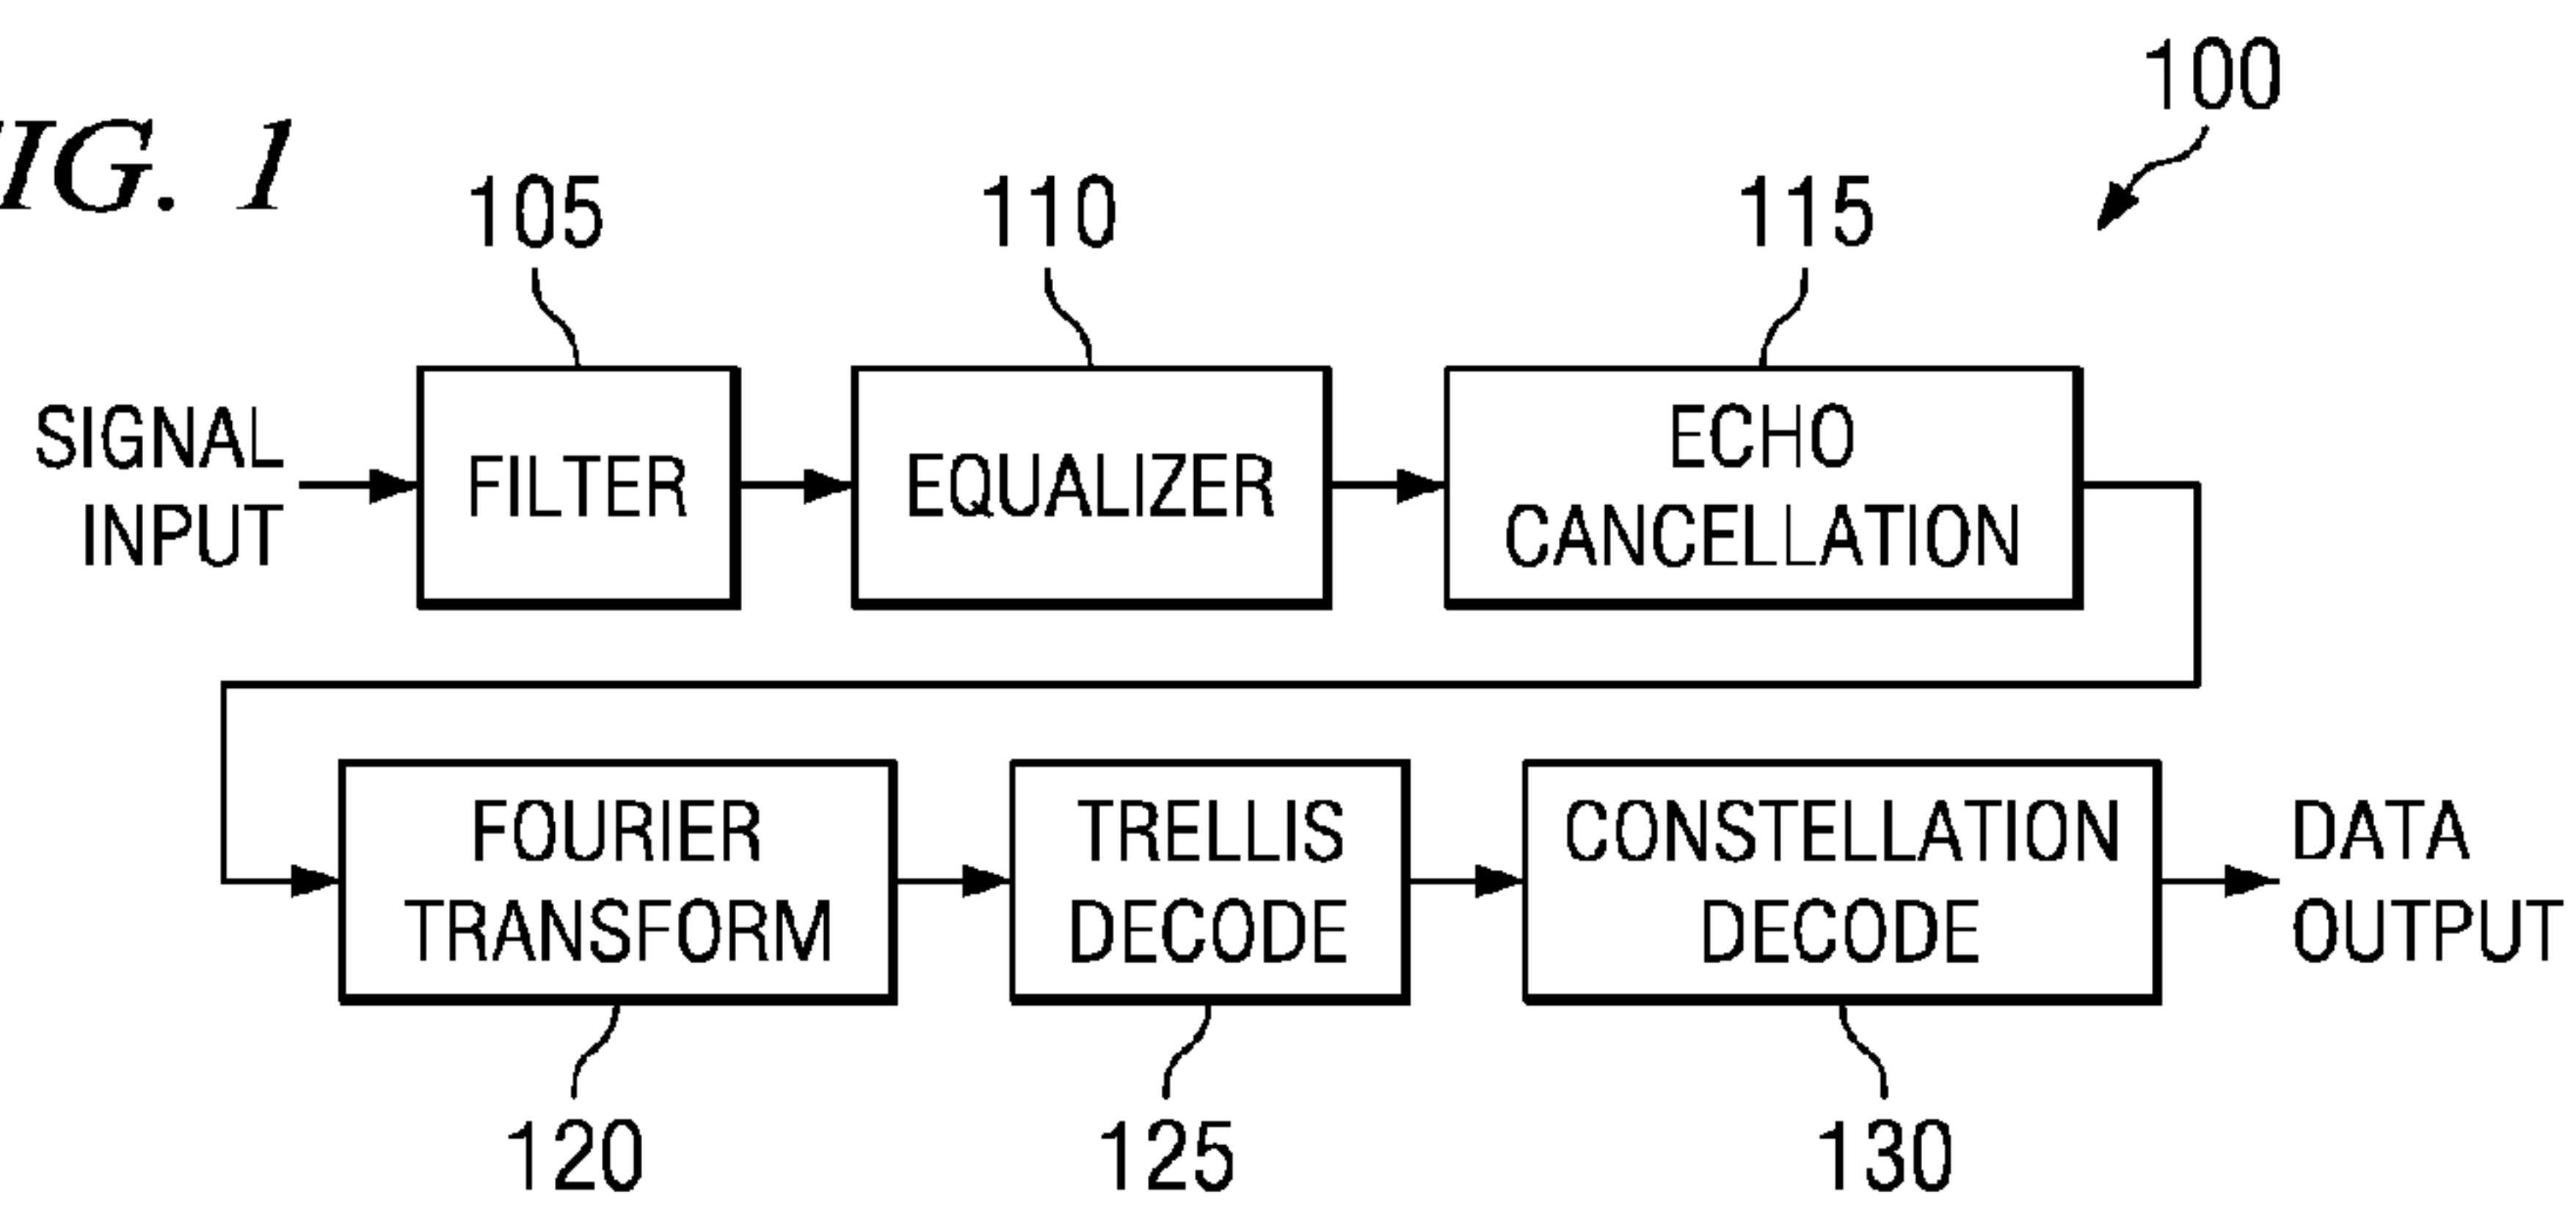 IG. 1
100
105
110
115
SIGNAL
INPUT
FILTER
EQUALIZER
ECHO
CANCELLATION
FOURIER
TRANSFORM
TRELLIS
DECODE
CONSTELLATION
DECODE
DATA
OUTPUT
120
125
130